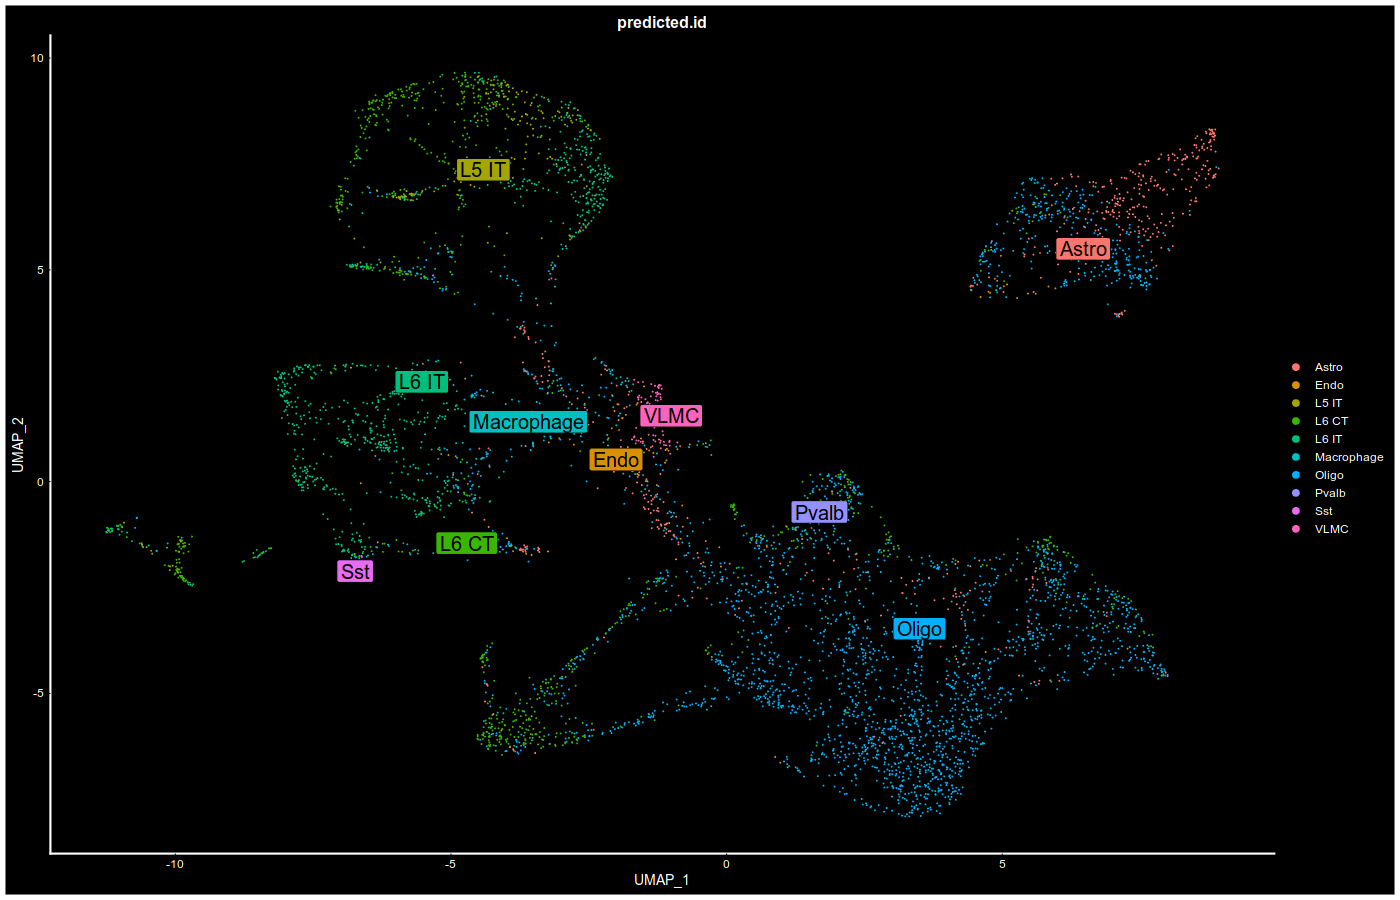 predicted.id
10
5
0
-5
UMAP_2
L5 IT
Astro
L6 IT
Macrophage
VLMC
Endo
Pvalb
L6 CT
Sst
Oligo
Astro
Endo
L5 IT
L6 CT
L6 IT
Macrophage
Oligo
Pvalb
Sst
VLMC
-10
-5
0
5
UMAP_1